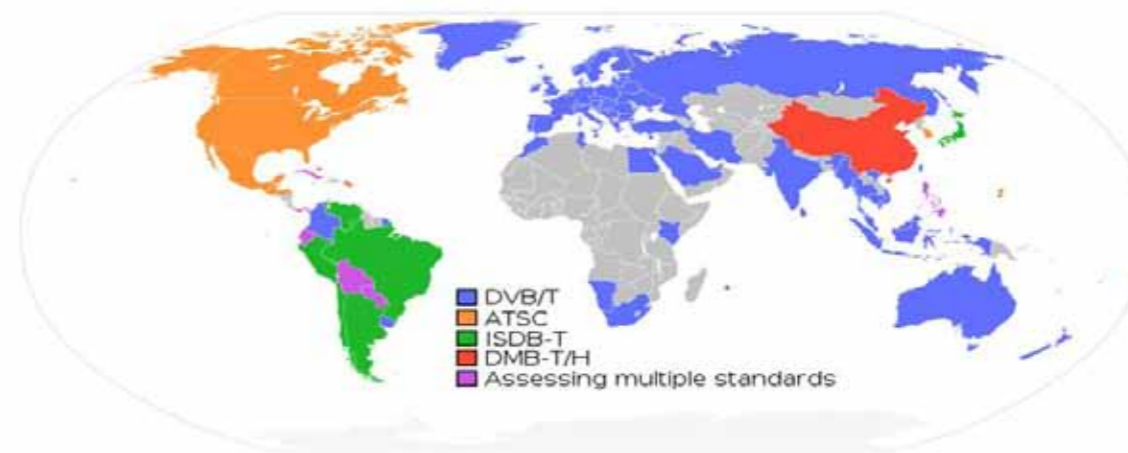 DVB/T
ATSC
ISDB-T
DMB-T/H
Assessing multiple standards